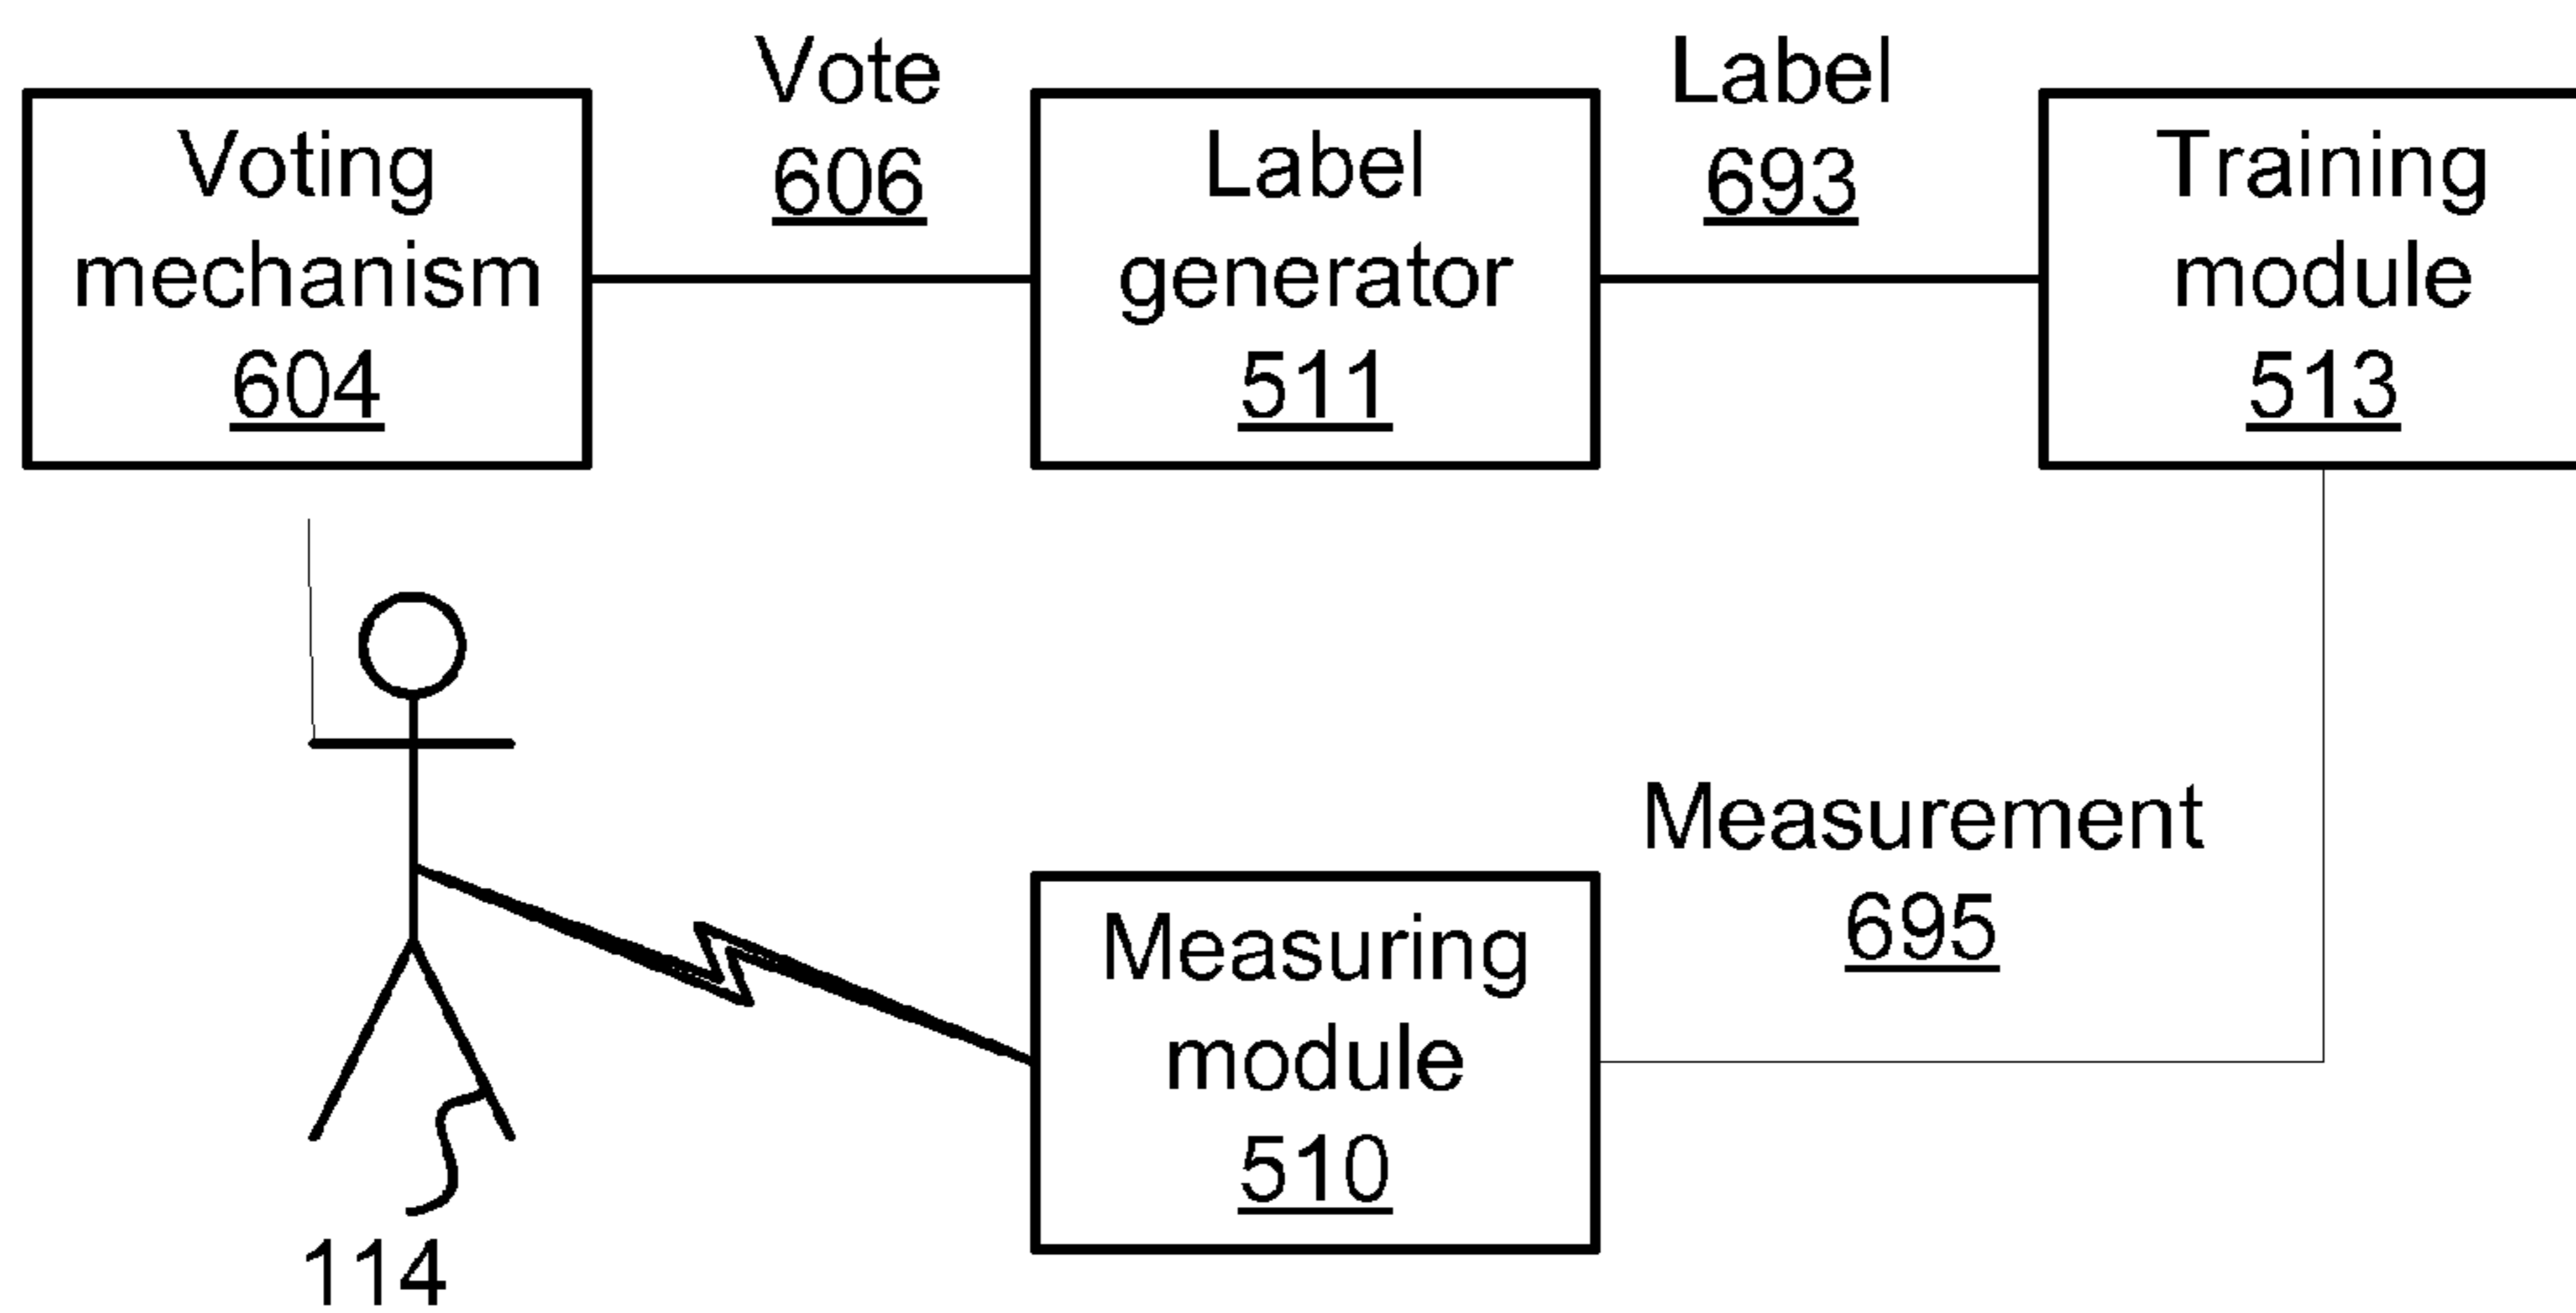 Vote
606
Label
693
Voting
mechanism
604
Label
generator
511
Training
module
513
Measurement
695
Measuring
module
510
114